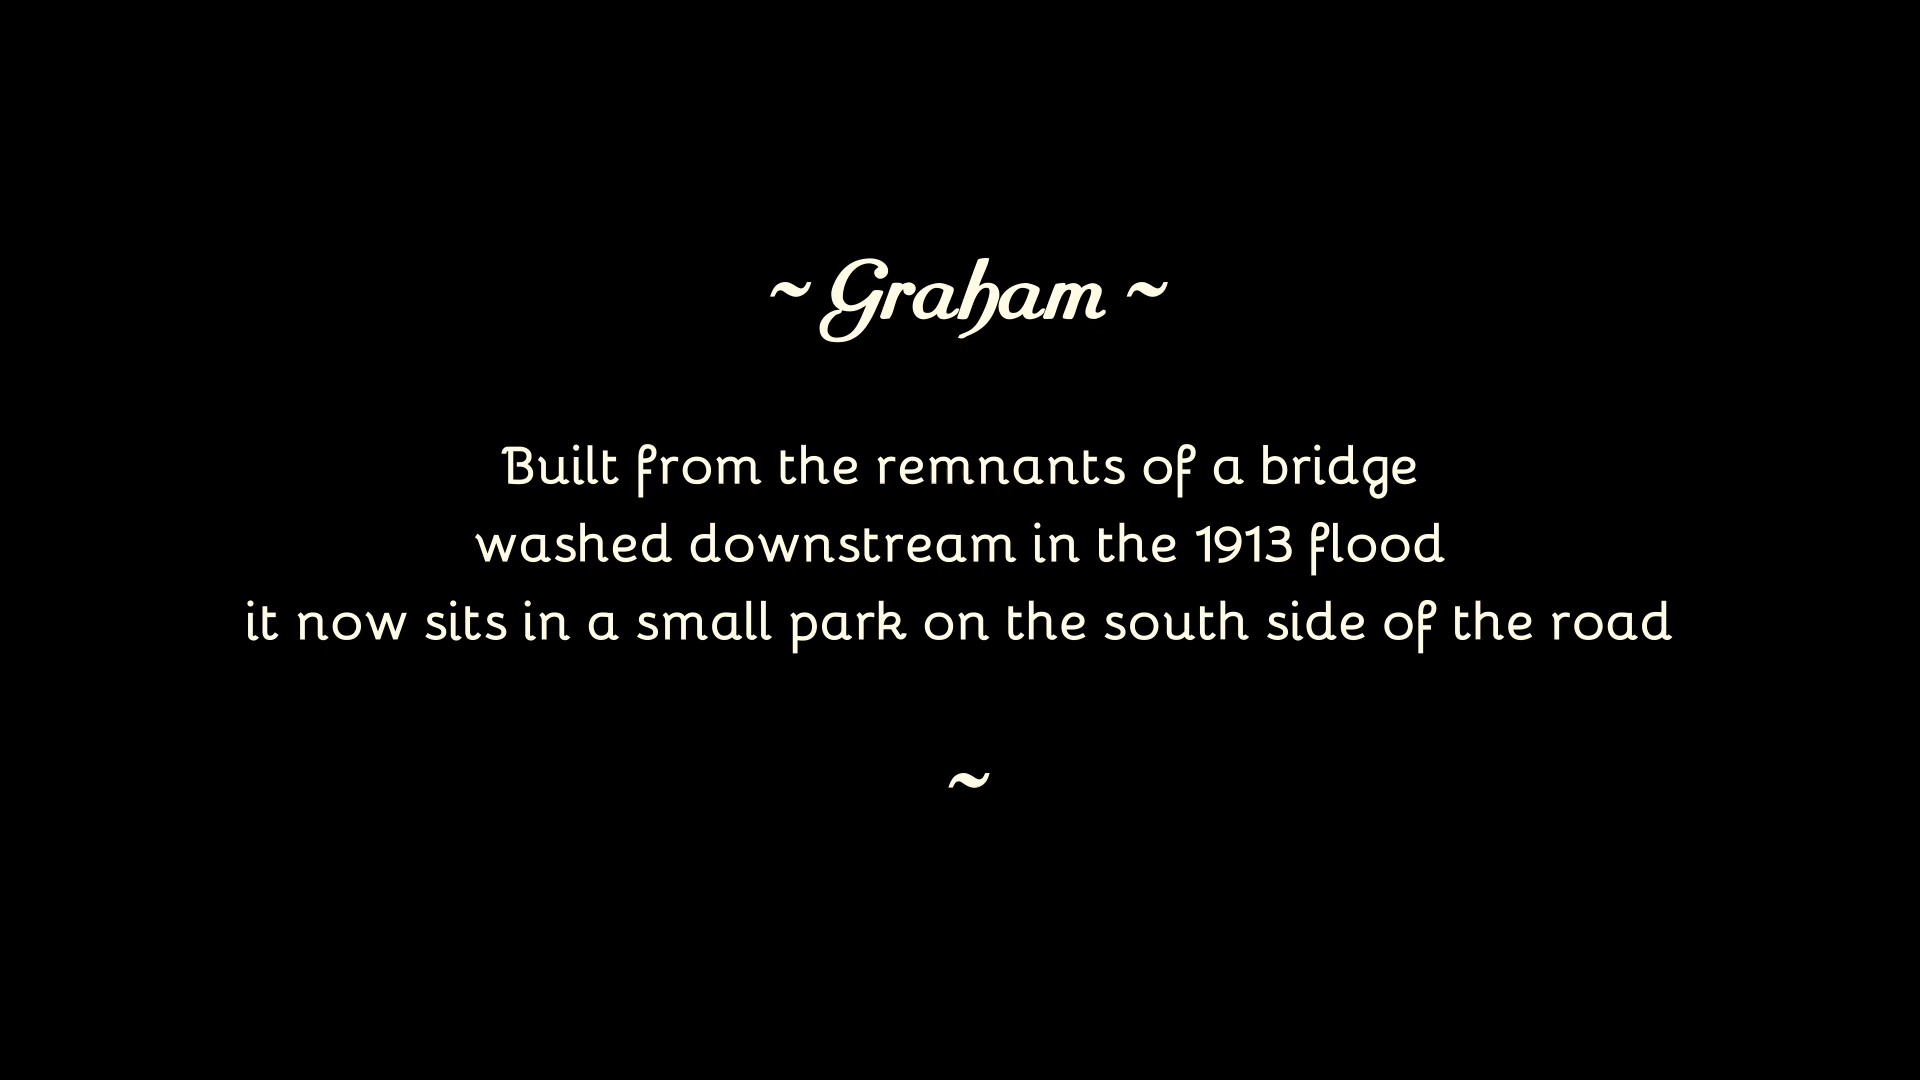 ~ Graham ~
Built from the remnants of a bridge
washed downstream in the 1913 flood
it now sits in a small park on the south side of the road
~